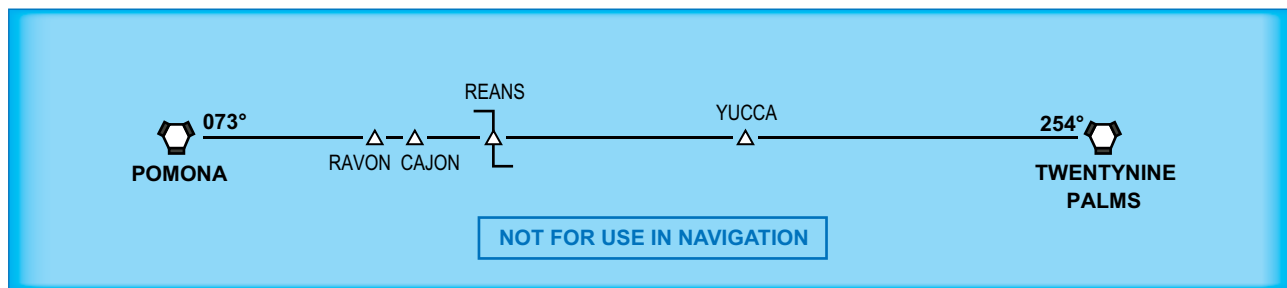 REANS
YUCCA
073°
254°
RAVON CAJON
POMONA
TWENTYNINE
PALMS
NOT FOR USE IN NAVIGATION